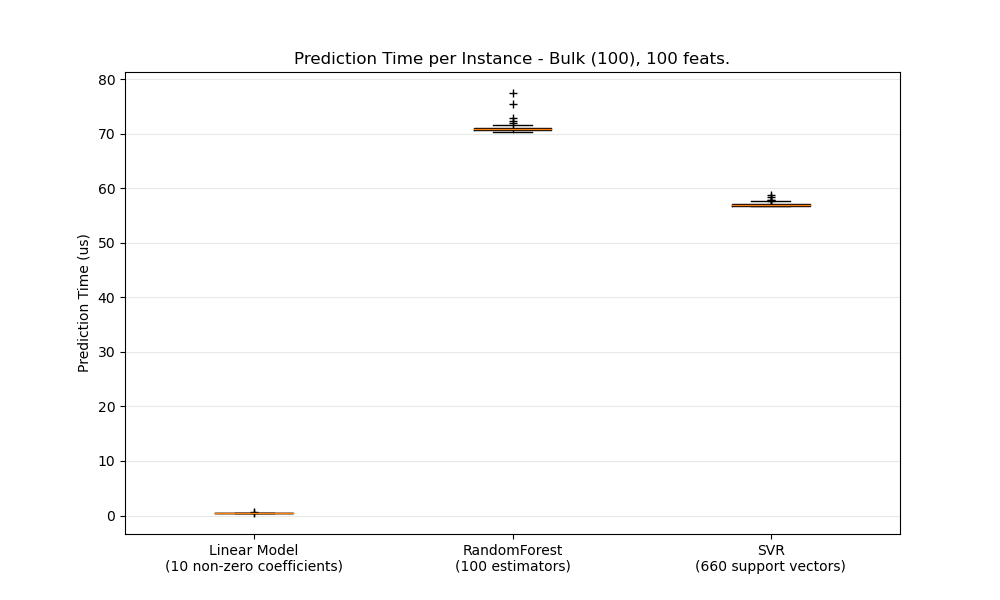 Prediction Time per Instance - Bulk (100), 100 feats.
80
70
60
50
40
30
20
10
0
Prediction Time (us)
Linear Model
(10 non-zero coefficients)
RandomForest
(100 estimators)
SVR
(660 support vectors)